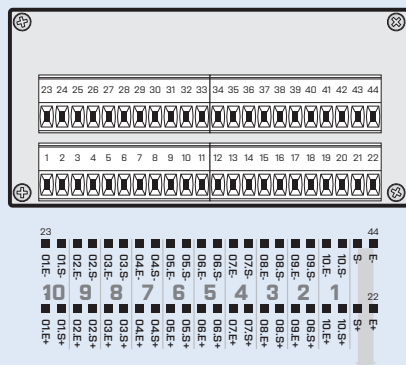 23 24 25 26 27 28 29 30 31 32 33 34 35 36 37 38 39 40 41 42 43 44
1 2 3 4 5 6 7 8 9 10 11 12 13 14 15 16 17 18 19 20 21 22
23 44
01.E- 01.S- 02.E- 02.S- 03.E- 03.S- 04.E- 04.S- 05.E- 05.S- 06.E- 06.S- 07.E- 07.S- 08.E- 08.S- 09.E- 09.S- 10.E- 10.S- S- E-
10 9 8 7 6 5 4 3 2 1
22
01.E+ 01.S+ 02.E+ 02.S+ 03.E+ 03.S+ 04.E+ 04.S+ 05.E+ 06.S+ 06.E+ 06.S+ 07.E+ 07.S+ 08.E+ 06.S+ 09.E+ 06.S+ 10.E+ 10.S+ S+ E+